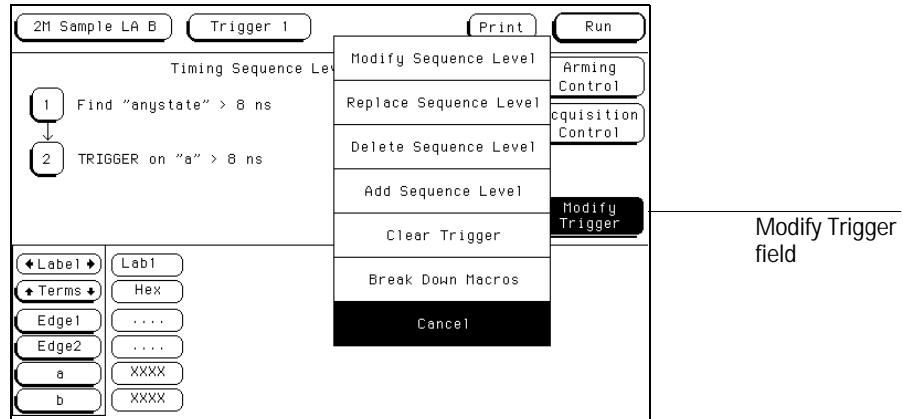 2M Sample LA B Trigger 1 Print Run
Timing Sequence Lev
1 Find "anystate" > 8 ns
2 TRIGGER on "a" > 8 ns
Modify Sequence Level
Replace Sequence Level
Delete Sequence Level
Add Sequence Level
Clear Trigger
Break Down Macros
Cancel
Arming
Control
cquisition
Control
Modify
Trigger
Modify Trigger
field
Label Lab1
Terms Hex
Edge1 ....
Edge2 ....
a XXXX
b XXXX